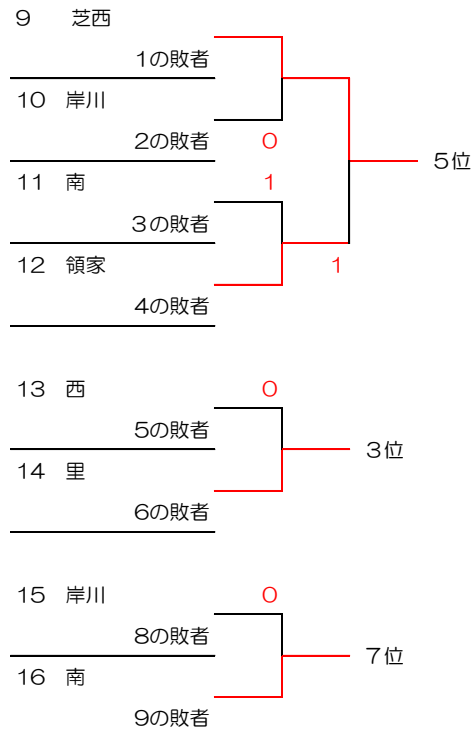 9 芝西
1の敗者
10 岸川
2の敗者 0
5位
11 南 1
3の敗者
12 領家 1
4の敗者
13 西 0
5の敗者
3位
14 里
6の敗者
15 岸川 0
8の敗者
7位
16 南
9の敗者